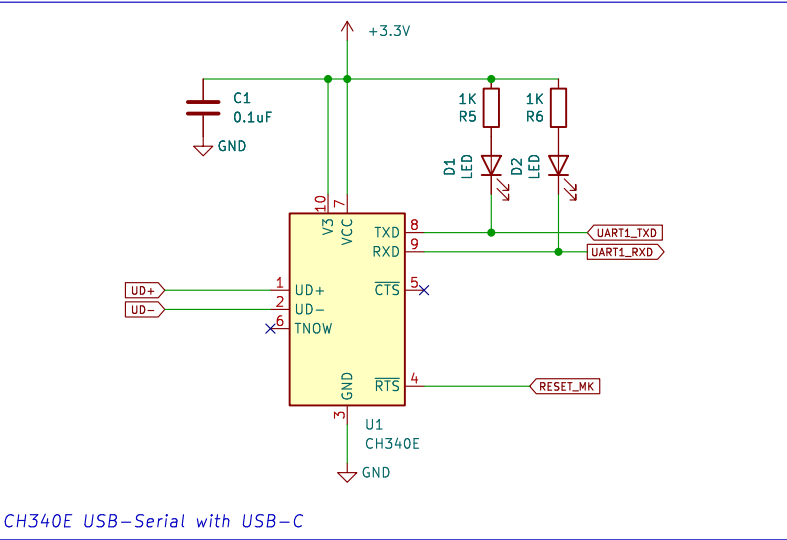 +3.3V
C1
0.1uF
GND
1K
R5
1K
R6
D1
LED
D2
LED
10
7
V3
VCC
TXD
8
UART1_TXD
RXD
9
UART1_RXD
UD+
1
UD+
CTS
5
UD-
2
UD-
6
TNOW
GND
RTS
4
RESET_MK
3
U1
CH340E
GND
CH340E USB-Serial with USB-C